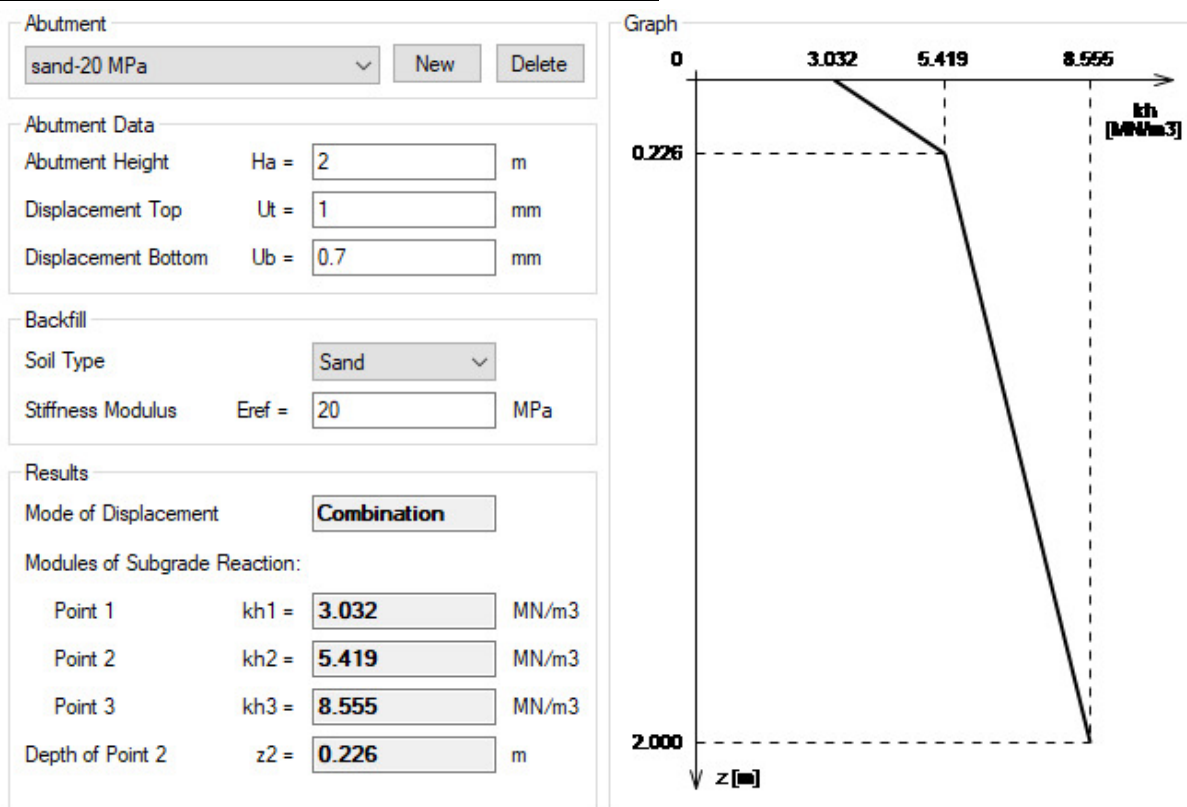 Abutment
sand-20 MPa New Delete
Abutment Data
Abutment Height Ha = 2 m
Displacement Top Ut = 1 mm
Displacement Bottom Ub = 0.7 mm
Backfill
Soil Type Sand
Stiffness Modulus Eref = 20 MPa
Results
Mode of Displacement Combination
Modules of Subgrade Reaction:
Point 1 kh1 = 3.032 MN/m3
Point 2 kh2 = 5.419 MN/m3
Point 3 kh3 = 8.555 MN/m3
Depth of Point 2 z2 = 0.226 m
Graph
0 3.032 5.419 8.555
kh
[MN/m3]
0.226
2.000
z [m]